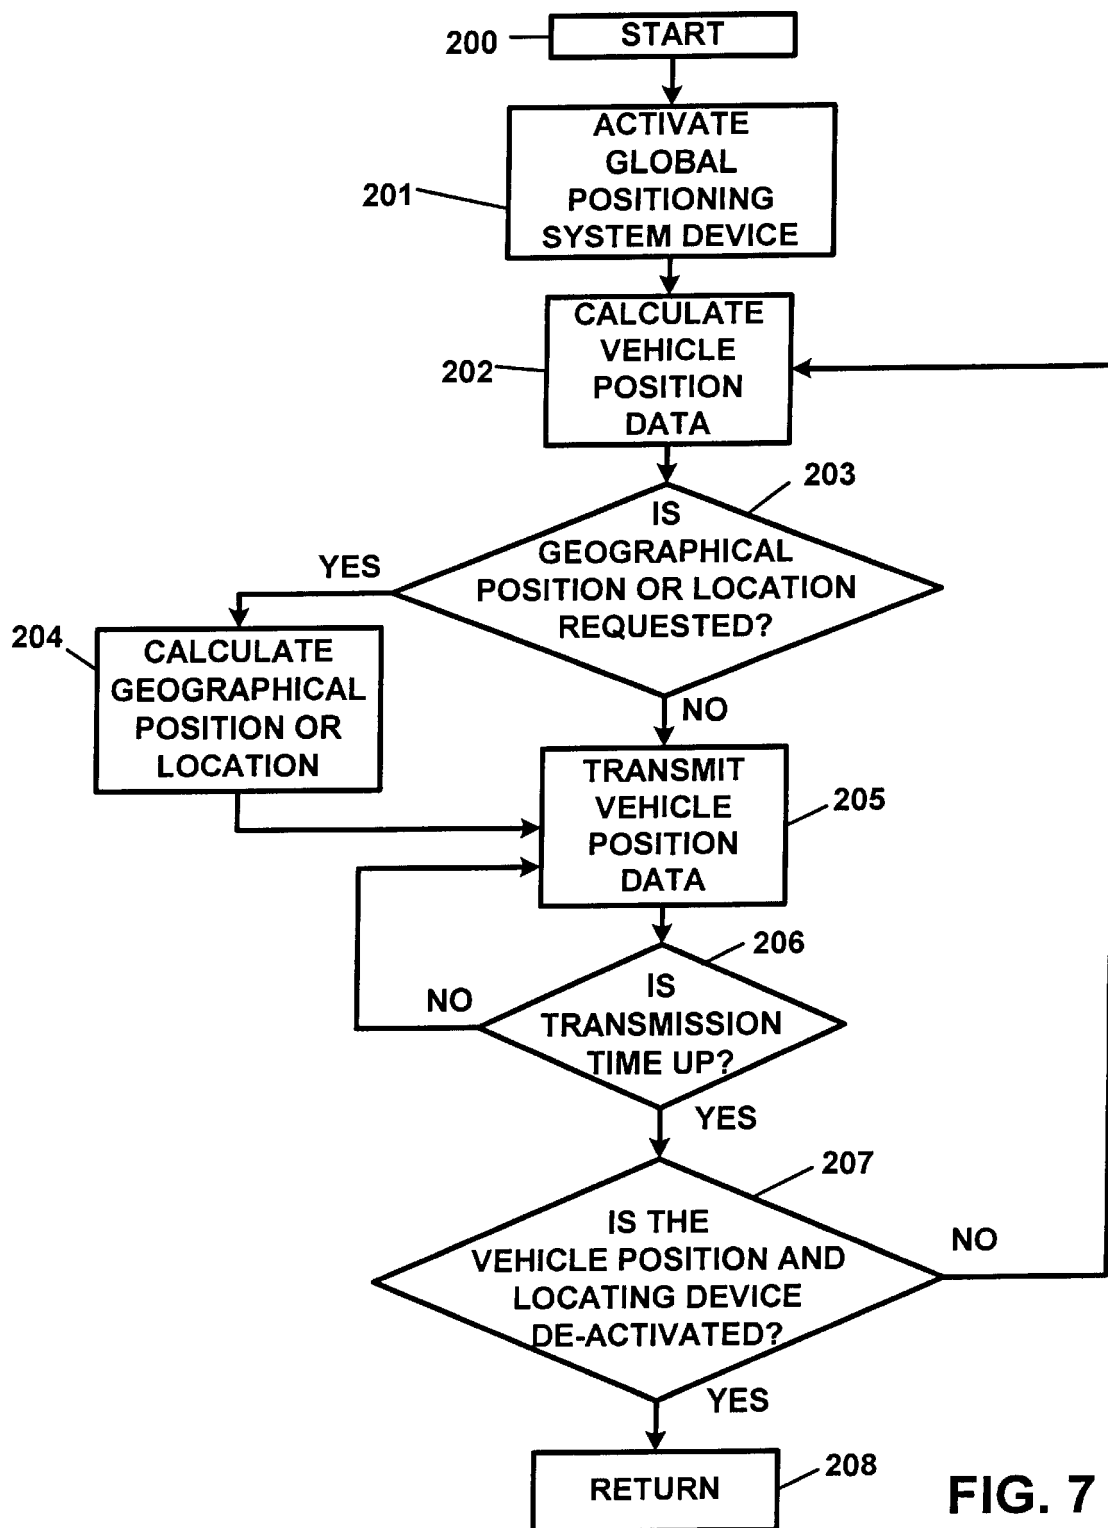 200
START
ACTIVATE
GLOBAL
POSITIONING
SYSTEM DEVICE
201
CALCULATE
VEHICLE
POSITION
DATA
202
203
IS
GEOGRAPHICAL
POSITION OR LOCATION
REQUESTED?
YES
204
CALCULATE
GEOGRAPHICAL
POSITION OR
LOCATION
NO
TRANSMIT
VEHICLE
POSITION
DATA
205
206
IS
TRANSMISSION
TIME UP?
NO
YES
207
IS THE
VEHICLE POSITION AND
LOCATING DEVICE
DE-ACTIVATED?
NO
YES
RETURN
208
FIG. 7